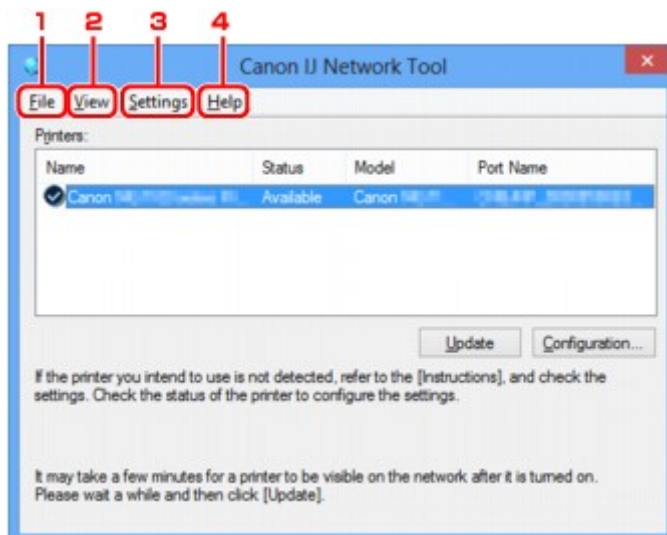 1 2 3 4
Canon IJ Network Tool
File View Settings Help
Printers:
Name Status Model Port Name
Canon Available Canon
Update Configuration...
If the printer you intend to use is not detected, refer to the [Instructions], and check the
settings. Check the status of the printer to configure the settings.
It may take a few minutes for a printer to be visible on the network after it is turned on.
Please wait a while and then click [Update].